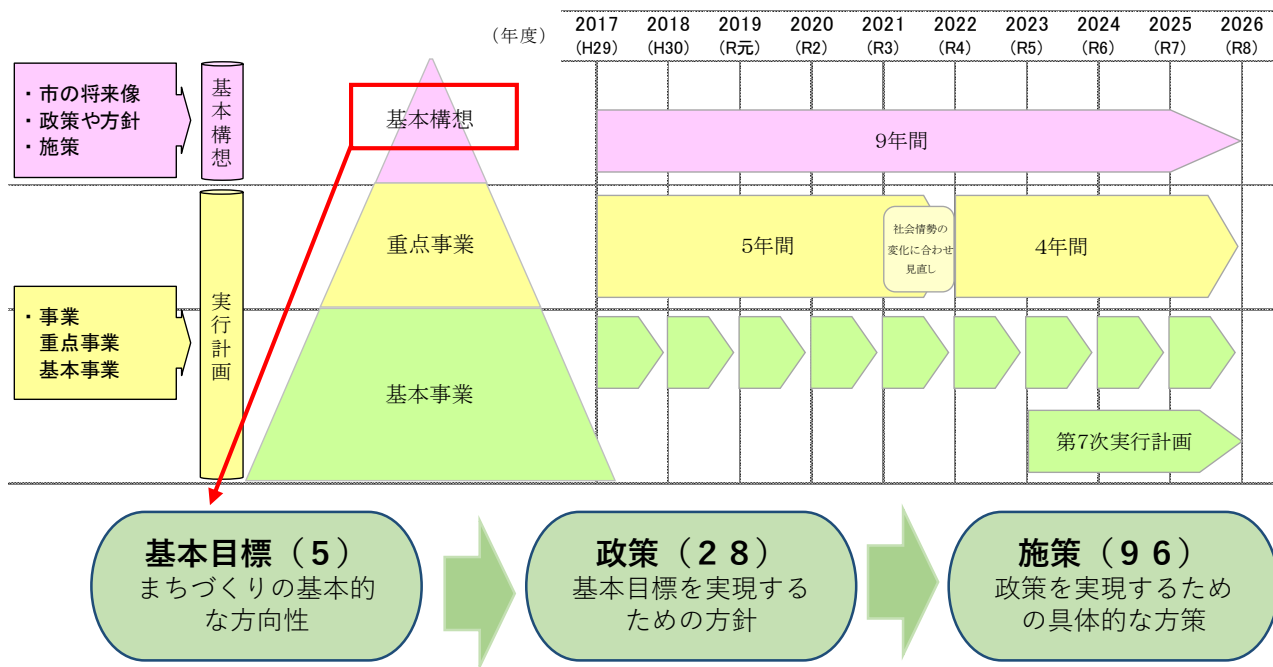 (年度)
2017 2018 2019 2020 2021 2022 2023 2024 2025 2026
(H29) (H30) (R元) (R2) (R3) (R4) (R5) (R6) (R7) (R8)
・市の将来像
・政策や方針
・施策
基本構想
基本構想
9年間
重点事業
5年間
社会情勢の
変化に合わせ
見直し
4年間
・事業
重点事業
基本事業
実行計画
基本事業
第7次実行計画
基本目標(5)
まちづくりの基本的
な方向性
政策(28)
基本目標を実現する
ための方針
施策(96)
政策を実現するため
の具体的な方策